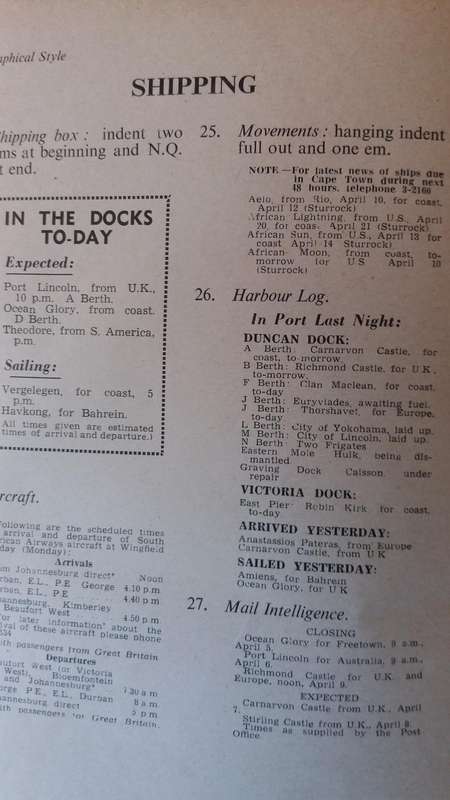 aphical Style
SHIPPING
Shipping box : indent two
ms at beginning and N.Q.
t end.
IN THE DOCKS
TO-DAY
Expected:
Port Lincoln, from U.K.,
10 p.m. A Berth.
Ocean Glory, from coast.
D Berth.
Theodore, from S. America,
p.m.
Sailing:
Vergelegen, for coast, 5
p.m.
Havkong, for Bahrein.
All times given are estimated
times of arrival and departure.)
rcraft.
Following are the scheduled times
arrival and departure of South
rican Airways aircraft at Wingfield
day (Monday):
Arrivals
m Johannesburg direct* Noon
rban, E.L., P.E George 4.10 p.m
rban, E.L., P.E 4.40 p.m
annesburg, Kimberley
Beaufort West 4.50 p.m
or later information about the
ival of these aircraft please phone
534
th passengers from Great Britain
Departures
aufort West (or Victoria
West), Bloemfontein
and Johannesburg* 7 30 a m
orge P.E., E.L., Durban 8 a m
annesburg direct 5 p m
th passengers for Great Britain.
25. Movements : hanging indent
full out and one em.
NOTE —For latest news of ships due
in Cape Town during next
48 hours, telephone 3-2160
Aelo, from Rio, April 10, for coast,
April 12 (Sturrock)
African Lightning, from U.S., April
20, for coast April 21 (Sturrock)
African Sun, from U.S., April 13 for
coast April 14 Sturrock)
African Moon, from coast, to-
morrow for U S April 10
(Sturrock)
26. Harbour Log.
In Port Last Night:
DUNCAN DOCK:
A Berth: Carnarvon Castle, for
coast, to-morrow
B Berth: Richmond Castle, for U.K.,
to-morrow.
F Berth: Clan Maclean, for coast,
to-day
J Berth: Euryviades, awaiting fuel.
J Berth: Thorshavet, for Europe,
to-day
L Berth: City of Yokohama, laid up.
M Berth: City of Lincoln, laid up.
N Berth Two Frigates
Eastern Mole Hulk, being dis-
mantled
Graving Dock Caisson under
repair
VICTORIA DOCK:
East Pier Robin Kirk for coast,
to-day
ARRIVED YESTERDAY:
Anastassios Pateras, from Europe
Carnarvon Castle, from U K
SAILED YESTERDAY:
Amiens, for Bahrein
Ocean Glory, for U K
27. Mail Intelligence.
CLOSING
Ocean Glory for Freetown, 9 a.m.,
April 5.
Port Lincoln for Australia, 9 a.m.,
April 6.
Richmond Castle for U.K. and
Europe, noon, April 9.
EXPECTED
Carnarvon Castle from U.K., April
7.
Stirling Castle from U.K., April 8.
Times as supplied by the Post
Office